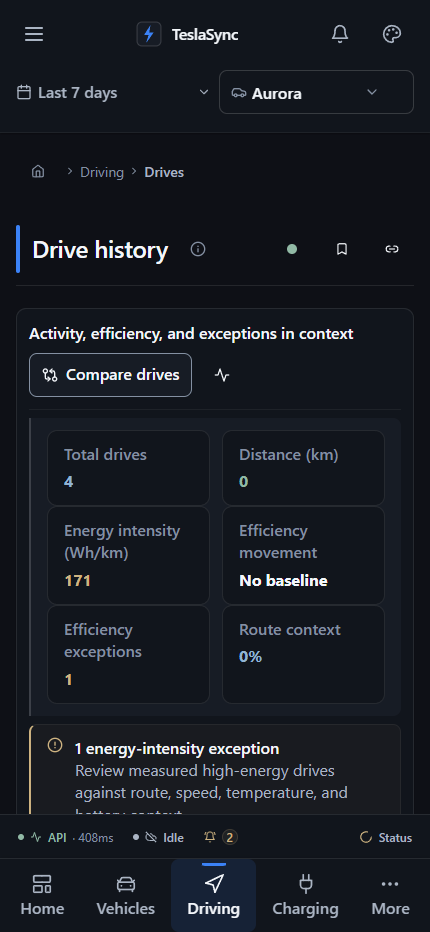 TeslaSync
Last 7 days
Aurora
Driving
Drives
Drive history
Activity, efficiency, and exceptions in context
Compare drives
Total drives
4
Distance (km)
0
Energy intensity
(Wh/km)
171
Efficiency
movement
No baseline
Efficiency
exceptions
1
Route context
0%
1 energy-intensity exception
Review measured high-energy drives
against route, speed, temperature, and
battery context
API · 408ms
Idle
2
Status
Home
Vehicles
Driving
Charging
More